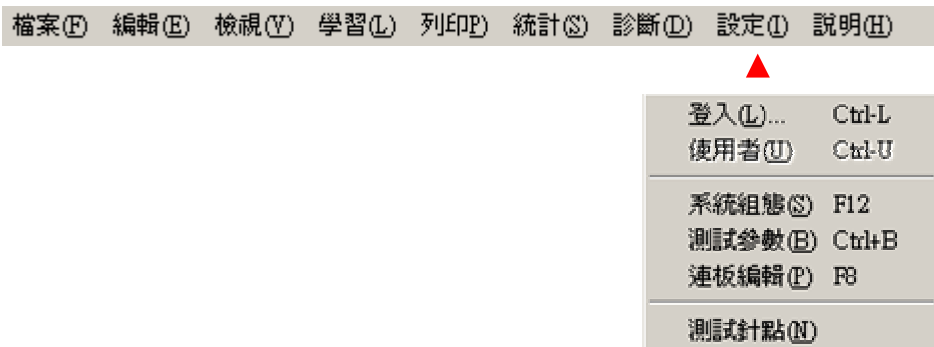 檔案(F) 編輯(E) 檢視(V) 學習(L) 列印P) 統計(S) 診斷(D) 設定(I) 說明(H)
登入(L)... Ctrl-L
使用者(U) Ctrl-U
系統組態(S) F12
測試參數(B) Ctrl+B
連板編輯(P) F8
測試針點(N)